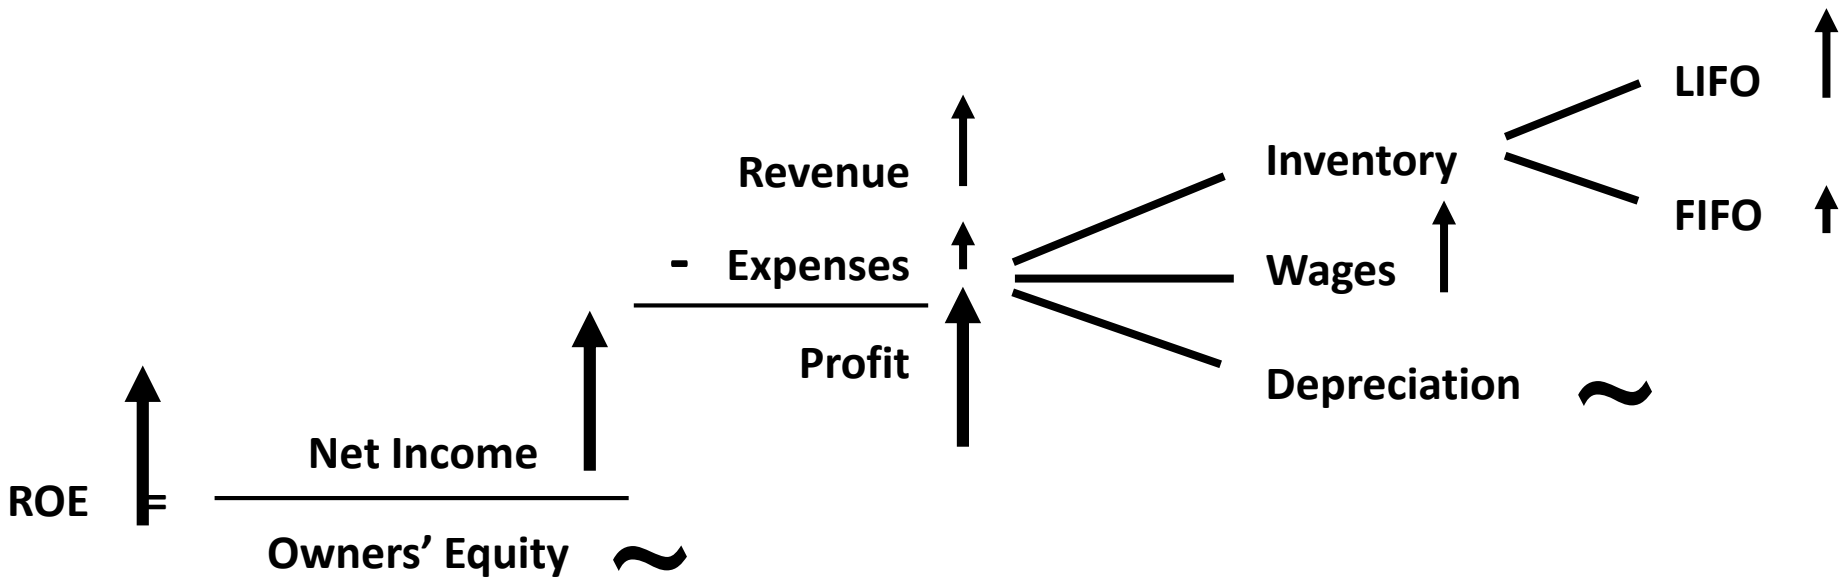 LIFO
Revenue
Inventory
FIFO
- Expenses
Wages
Profit
Depreciation
Net Income
ROE =
Owners’ Equity
~
~